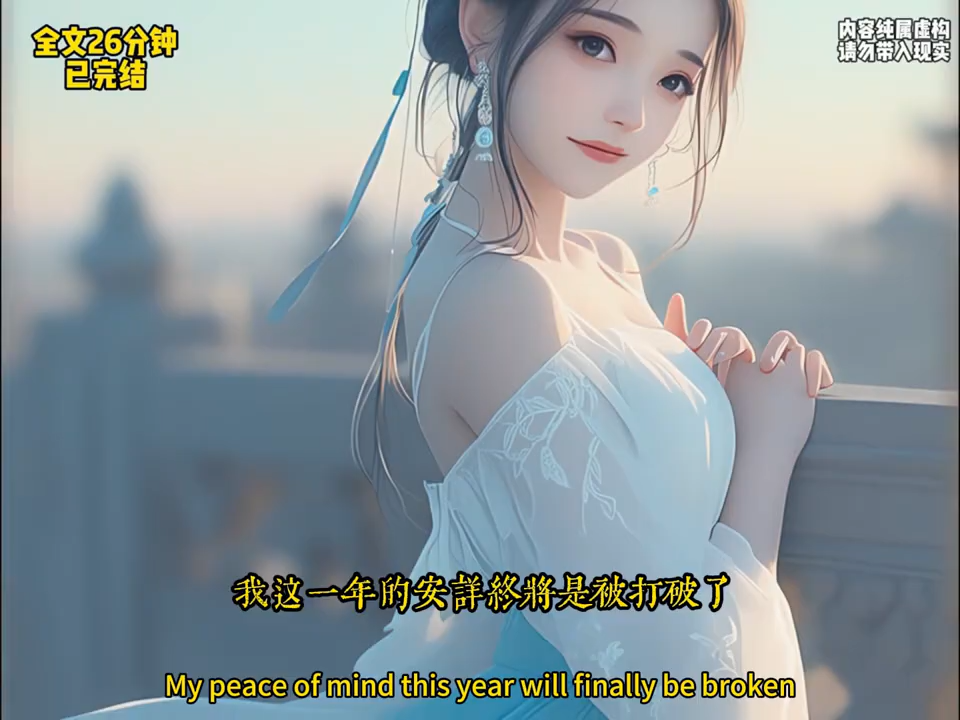 全文26分钟
已完结
内容纯属虚构
请勿带入现实
我这一年的安詳終將是被打破了
My peace of mind this year will finally be broken